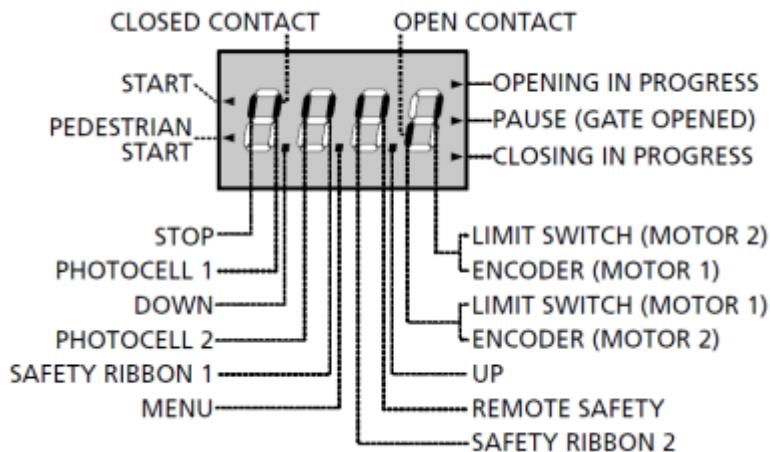 CLOSED CONTACT
OPEN CONTACT
START
PEDESTRIAN
START
OPENING IN PROGRESS
PAUSE (GATE OPENED)
CLOSING IN PROGRESS
STOP
PHOTOCELL 1
DOWN
PHOTOCELL 2
SAFETY RIBBON 1
MENU
LIMIT SWITCH (MOTOR 2)
ENCODER (MOTOR 1)
LIMIT SWITCH (MOTOR 1)
ENCODER (MOTOR 2)
UP
REMOTE SAFETY
SAFETY RIBBON 2